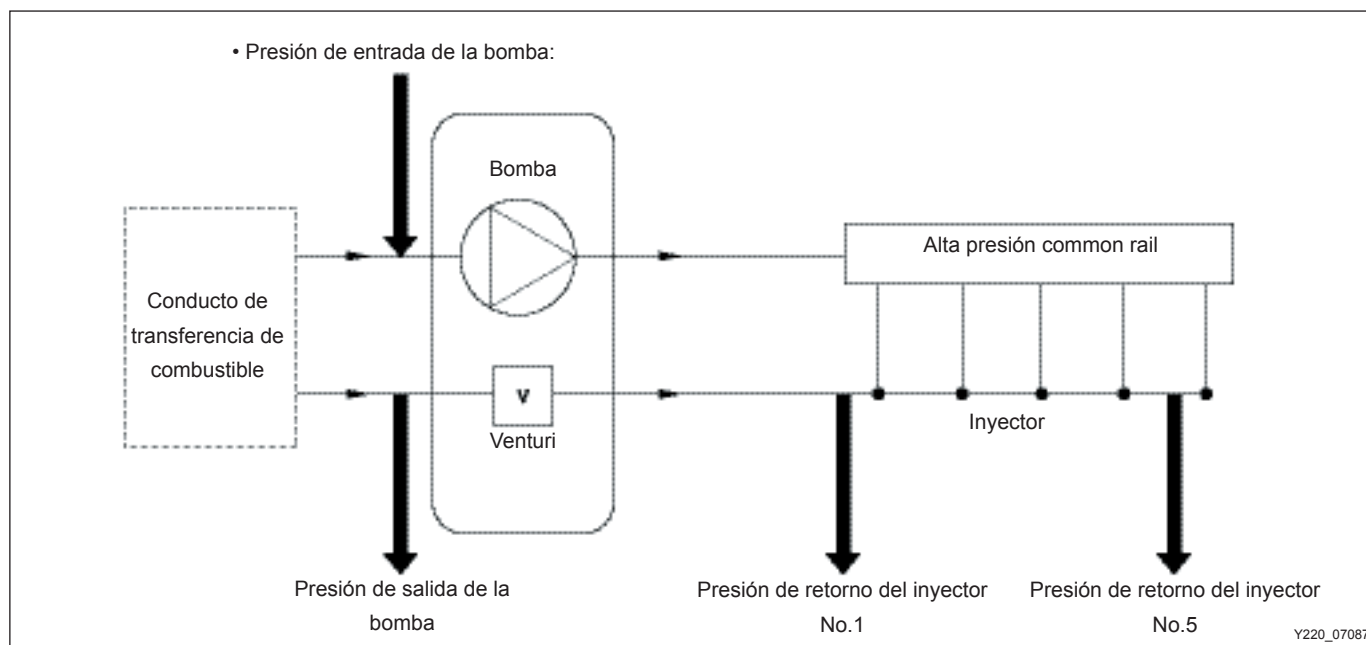 • Presión de entrada de la bomba:
Bomba
Alta presión common rail
Conducto de
transferencia de
combustible
V
Venturi
Inyector
Presión de salida de la
bomba
Presión de retorno del inyector
No.1
Presión de retorno del inyector
No.5
Y220_07087